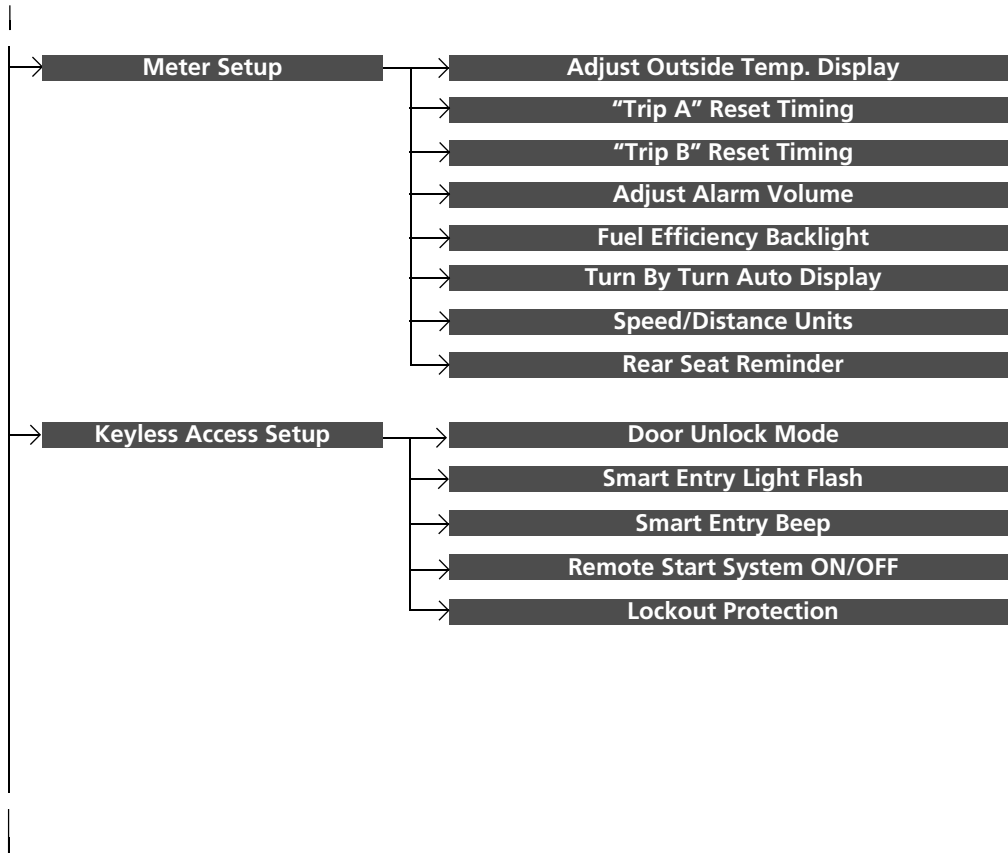 Meter Setup
Adjust Outside Temp. Display
“Trip A” Reset Timing
“Trip B” Reset Timing
Adjust Alarm Volume
Fuel Efficiency Backlight
Turn By Turn Auto Display
Speed/Distance Units
Rear Seat Reminder
Keyless Access Setup
Door Unlock Mode
Smart Entry Light Flash
Smart Entry Beep
Remote Start System ON/OFF
Lockout Protection